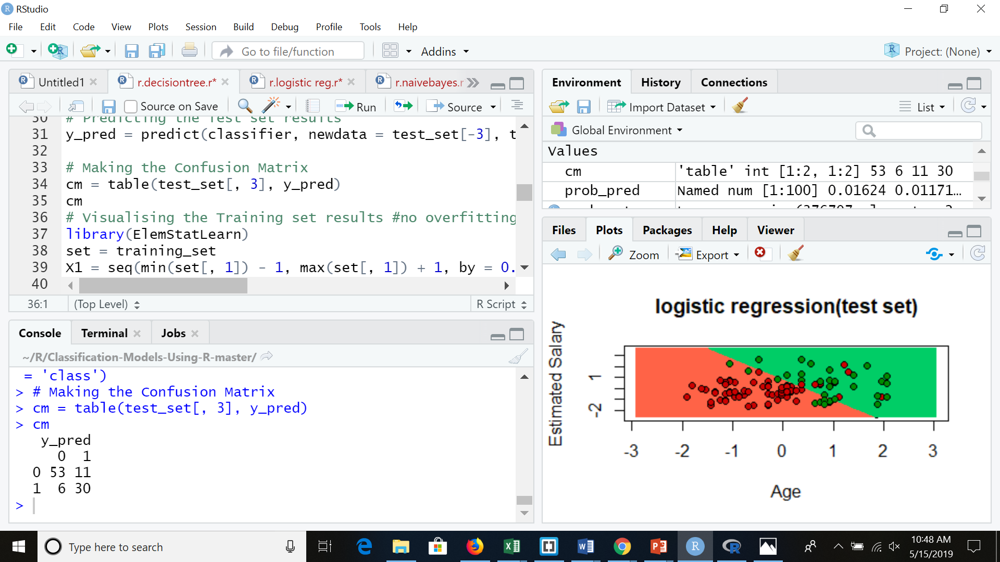 RStudio
File Edit Code View Plots Session Build Debug Profile Tools Help
Go to file/function Addins Project: (None)
Untitled1 r.decisiontree.r* r.logistic reg.r* r.naivebayes.r
Source on Save Run Source
30 # Predicting the Test set results
31 y_pred = predict(classifier, newdata = test_set[-3], t
32
33 # Making the Confusion Matrix
34 cm = table(test_set[, 3], y_pred)
35 cm
36 # Visualising the Training set results #no overfitting
37 library(ElemStatLearn)
38 set = training_set
39 X1 = seq(min(set[, 1]) - 1, max(set[, 1]) + 1, by = 0.
40
36:1 (Top Level) R Script
Console Terminal Jobs
~/R/Classification-Models-Using-R-master/
= 'class')
> # Making the Confusion Matrix
> cm = table(test_set[, 3], y_pred)
> cm
y_pred
0 1
0 53 11
1 6 30
>
Environment History Connections
Import Dataset List
Global Environment
Values
cm 'table' int [1:2, 1:2] 53 6 11 30
prob_pred Named num [1:100] 0.01624 0.01171…
Files Plots Packages Help Viewer
Zoom Export
logistic regression(test set)
Estimated Salary
1
-2
-3 -2 -1 0 1 2 3
Age
Type here to search
10:48 AM
5/15/2019